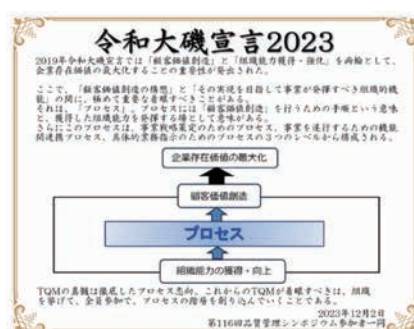 令和大磯宣言2023
2019年令和大磯宣言では「顧客価値創造」と「組織能力獲得・強化」を両輪として、
企業存在価値の最大化することの重要性が発出された。
ここで、「顧客価値創造の構想」と「その実現を目指して事業が発揮すべき組織的機
能」の間に、極めて重要な着眼すべきことがある。
それは、「プロセス」。プロセスには「顧客価値創造」を行うための手順という意味
と、獲得した組織能力を発揮する場として意味がある。
さらにこのプロセスは、事業戦略策定のためのプロセス、事業を遂行するための機能
間連携プロセス、具体的業務指示のためのプロセスの3つのレベルから構成される。
企業存在価値の最大化
顧客価値創造
プロセス
組織能力の獲得・向上
TQMの真髄は徹底したプロセス志向。これからのTQMが着眼すべきは、組織
を挙げて、全員参加で、プロセスの指導を創り込んでいくことである。
2023年12月2日
第116回品質管理シンポジウム参加者一同